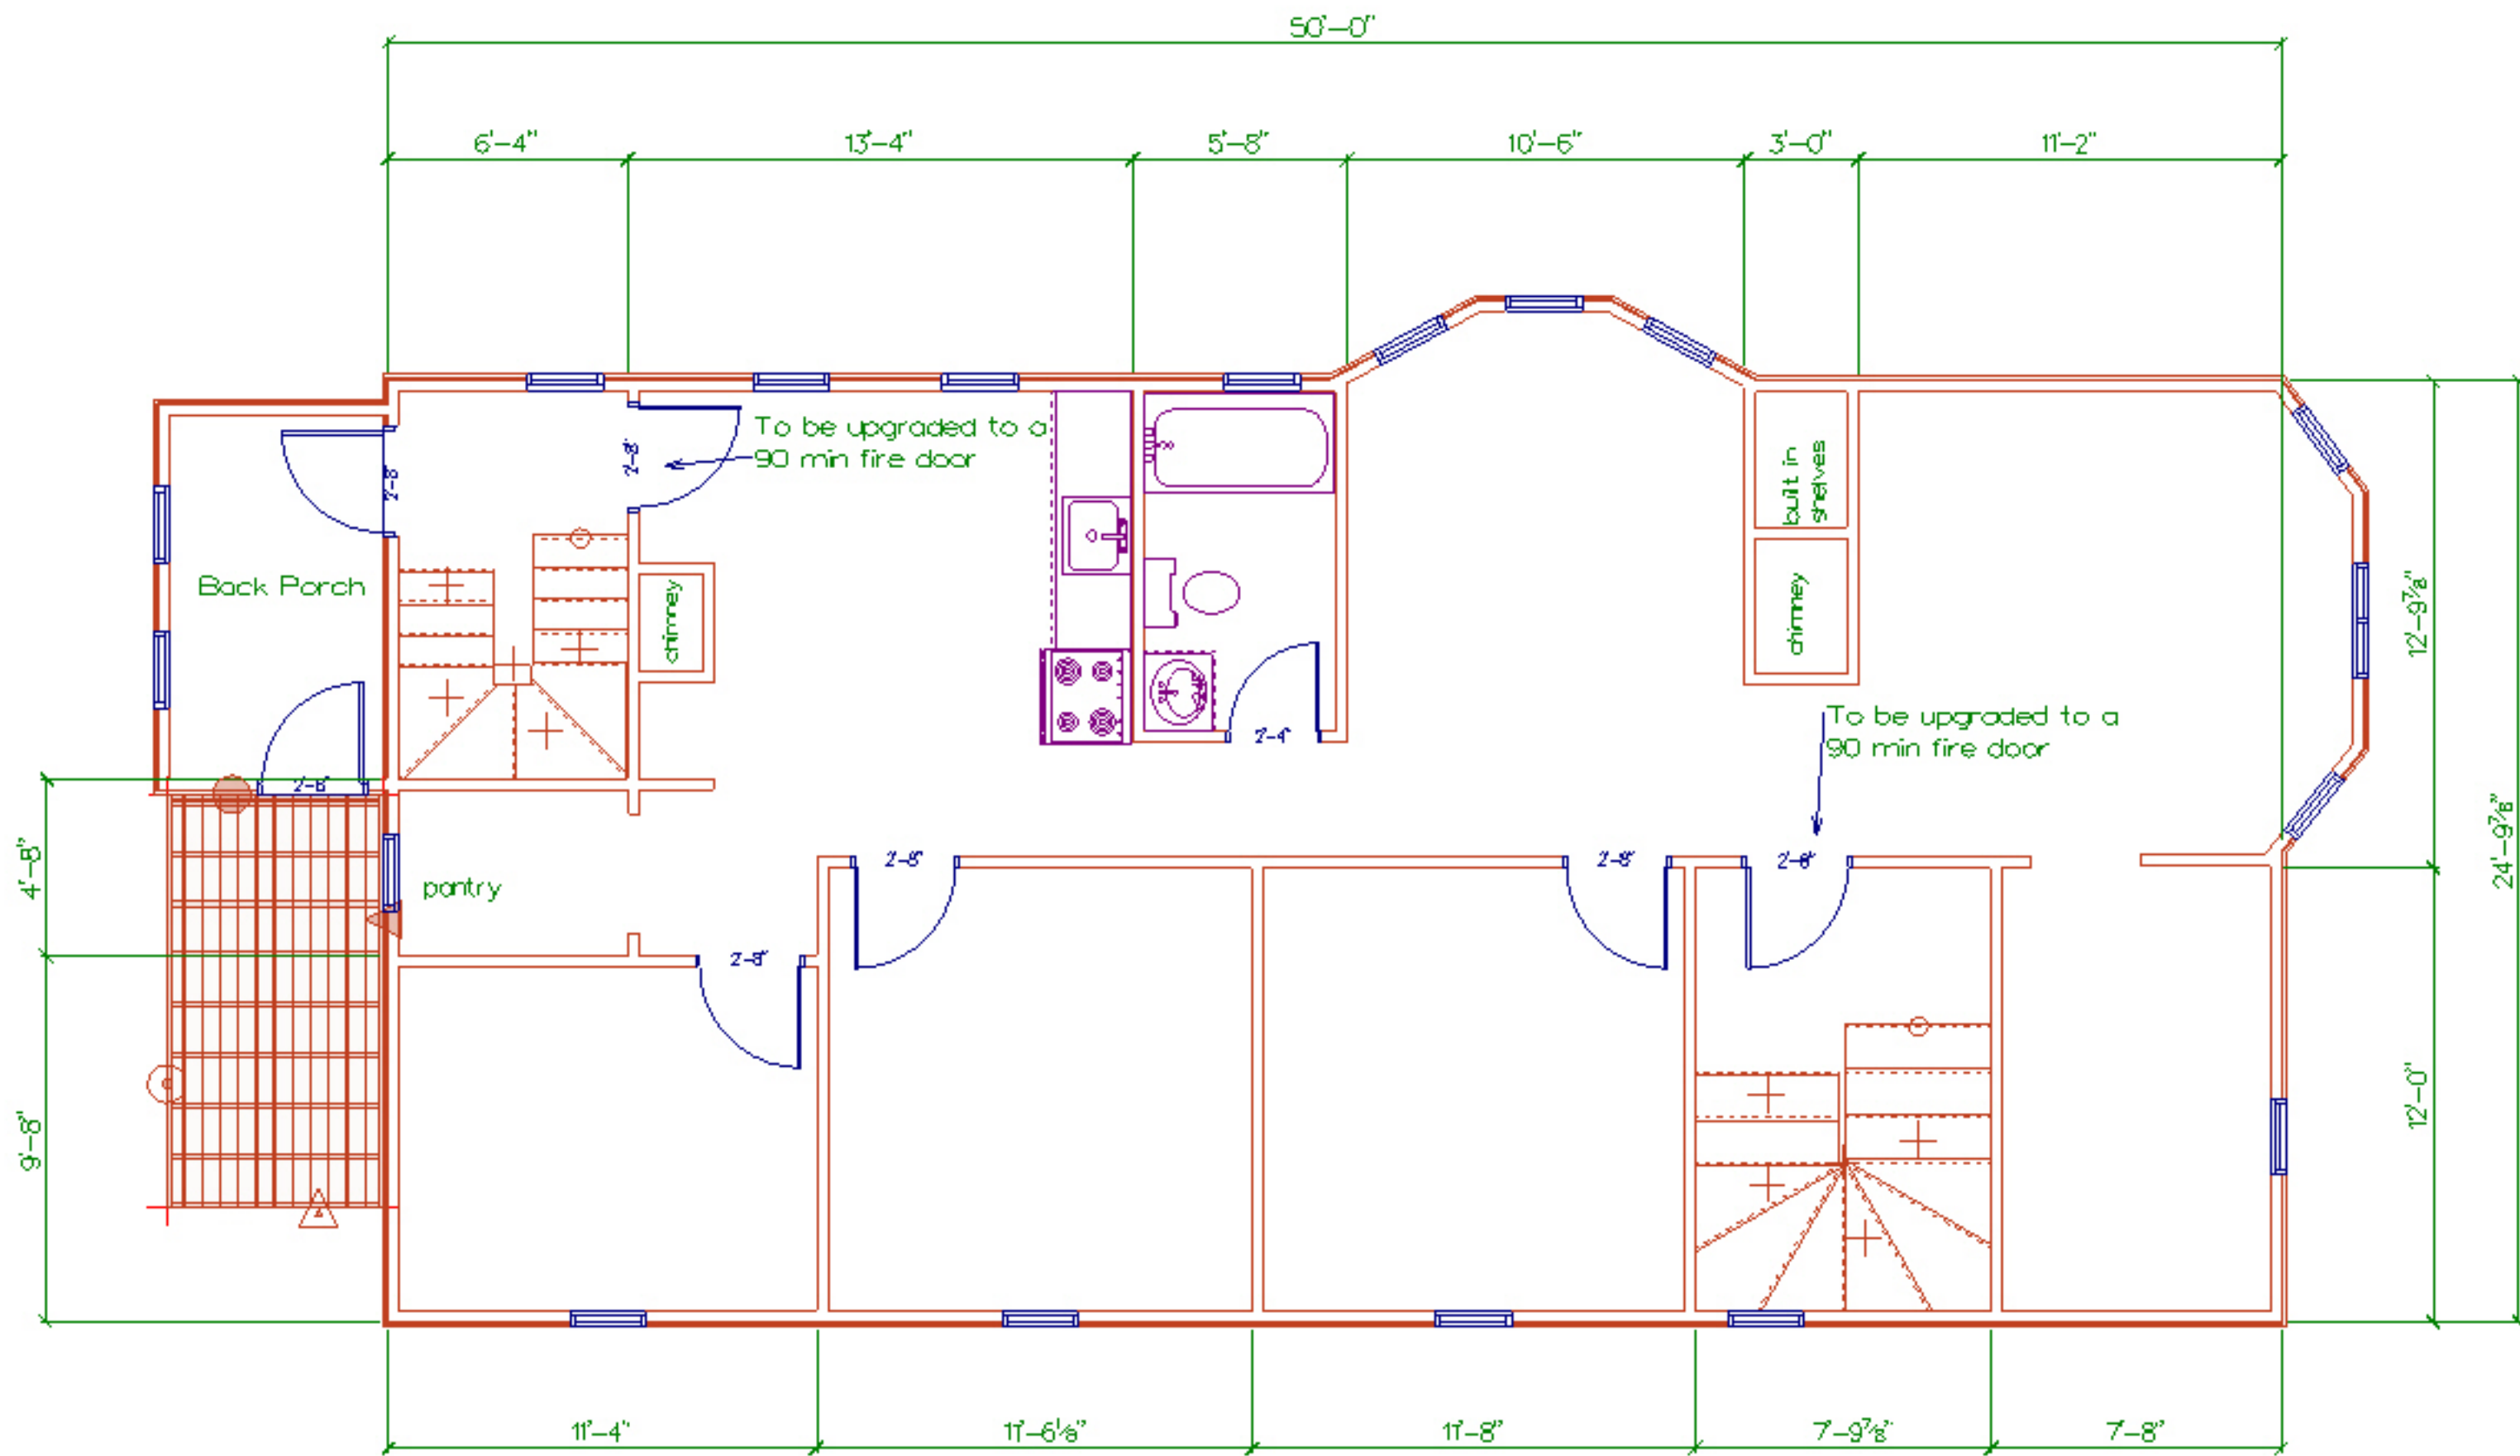 50'-0"
6'-4"
13'-4"
5'-8"
10'-6"
3'-0"
11'-2"
To be upgraded to a
90 min fire door
2'-8"
2'-8"
built in
shelves
Back Porch
chimney
chimney
12'-9⅞"
To be upgraded to a
90 min fire door
2'-4"
2'-8"
2'-8"
2'-6"
4'-8"
24'-9⅞"
pantry
2'-8"
12'-0"
9'-8"
11'-4"
11'-6⅛"
11'-8"
7'-9⅞"
7'-8"